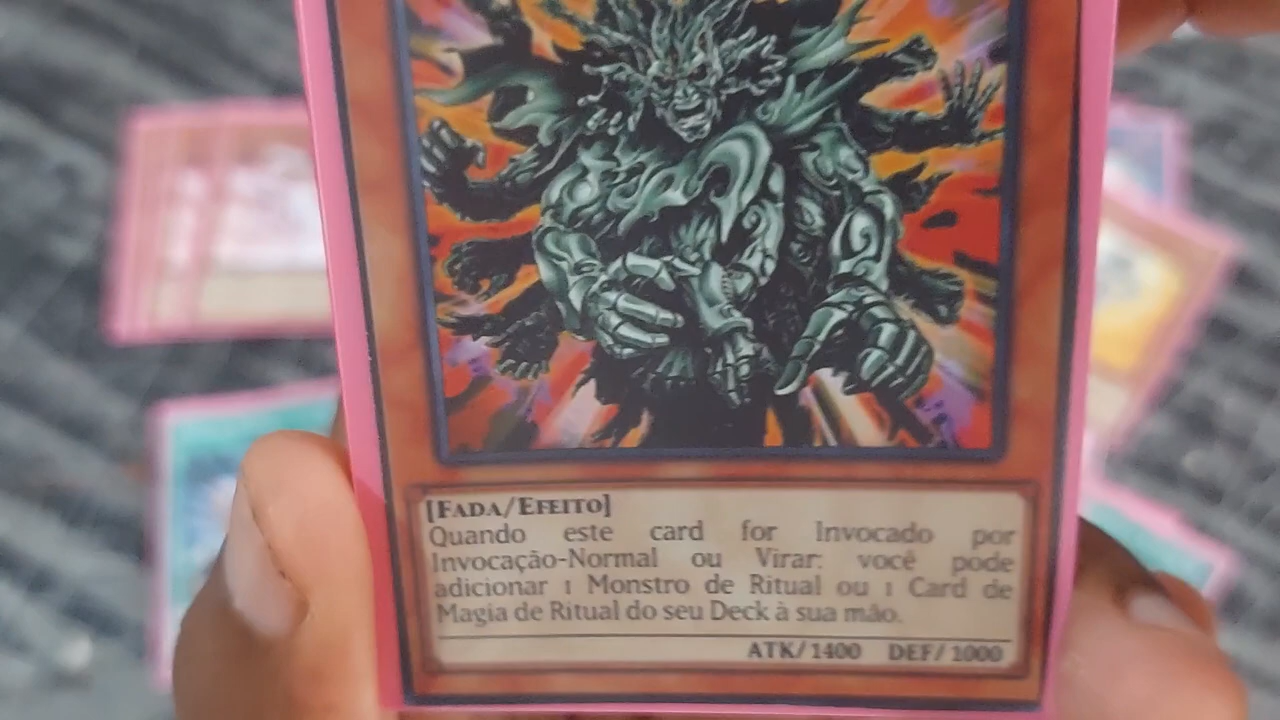 [FADA/EFEITO]
Quando este card for Invocado por
Invocação-Normal ou Virar: você pode
adicionar 1 Monstro de Ritual ou 1 Card de
Magia de Ritual do seu Deck à sua mão.
ATK/1400 DEF/1000